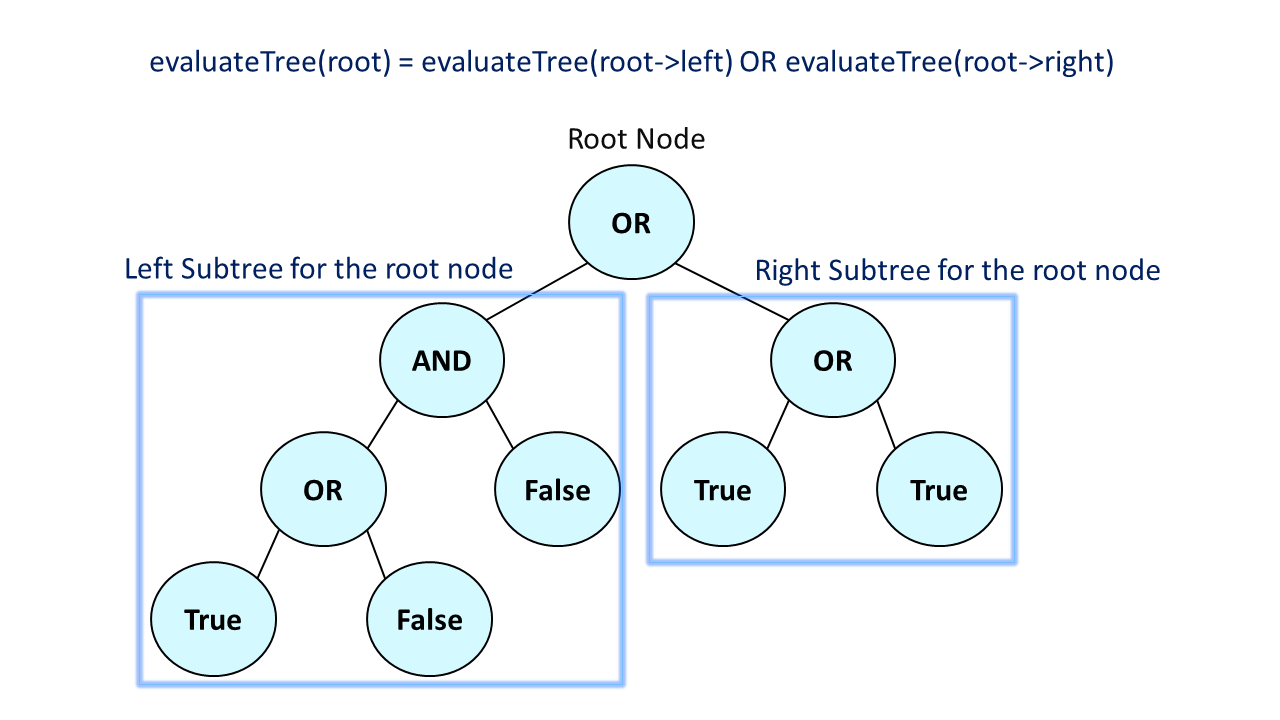 evaluateTree(root) = evaluateTree(root->left) OR evaluateTree(root->right)
Root Node
OR
Left Subtree for the root node
Right Subtree for the root node
AND
OR
OR
False
True
True
True
False